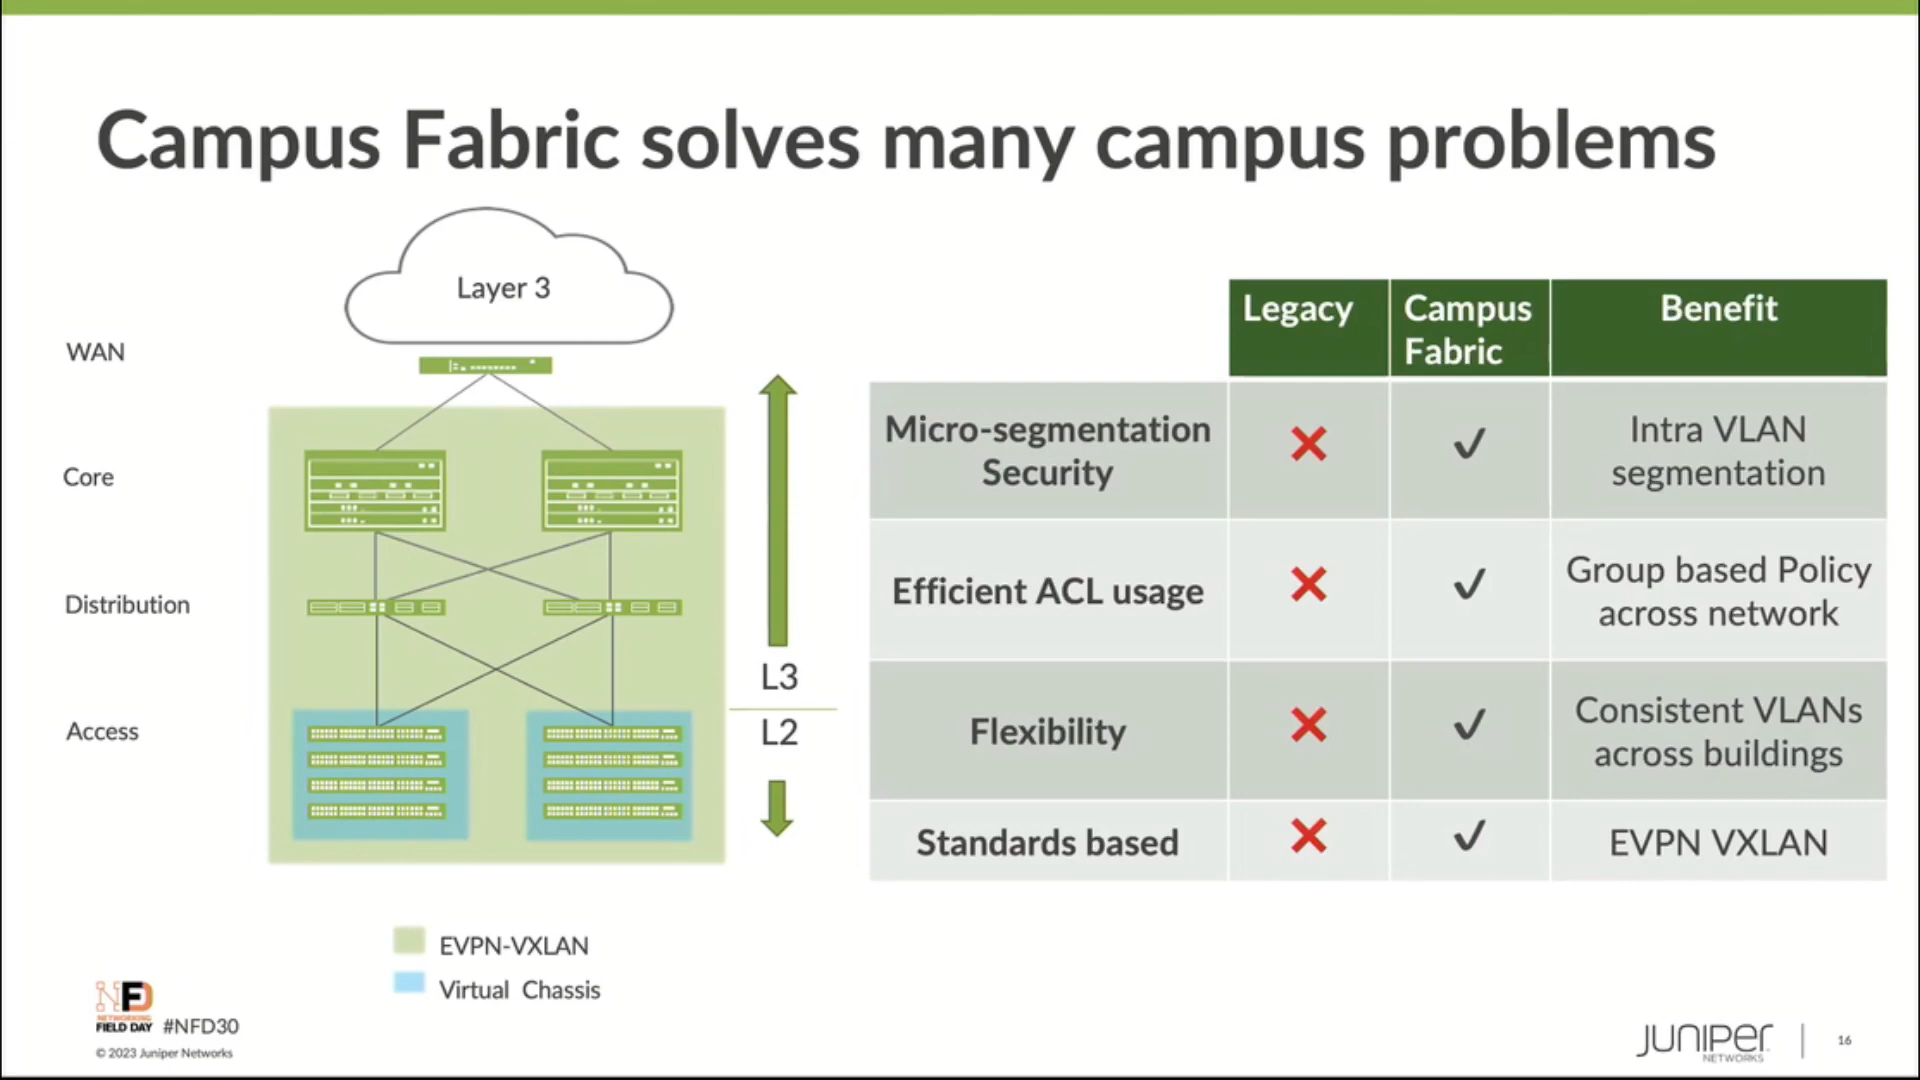 Campus Fabric solves many campus problems
Layer 3
WAN
Core
Distribution
Access
L3
L2
EVPN-VXLAN
Virtual Chassis
Legacy
Campus
Fabric
Benefit
Micro-segmentation
Security
Intra VLAN
segmentation
Efficient ACL usage
Group based Policy
across network
Flexibility
Consistent VLANs
across buildings
Standards based
EVPN VXLAN
NFD
NETWORKING
FIELD DAY
#NFD30
© 2023 Juniper Networks
JUNIPER
NETWORKS
16